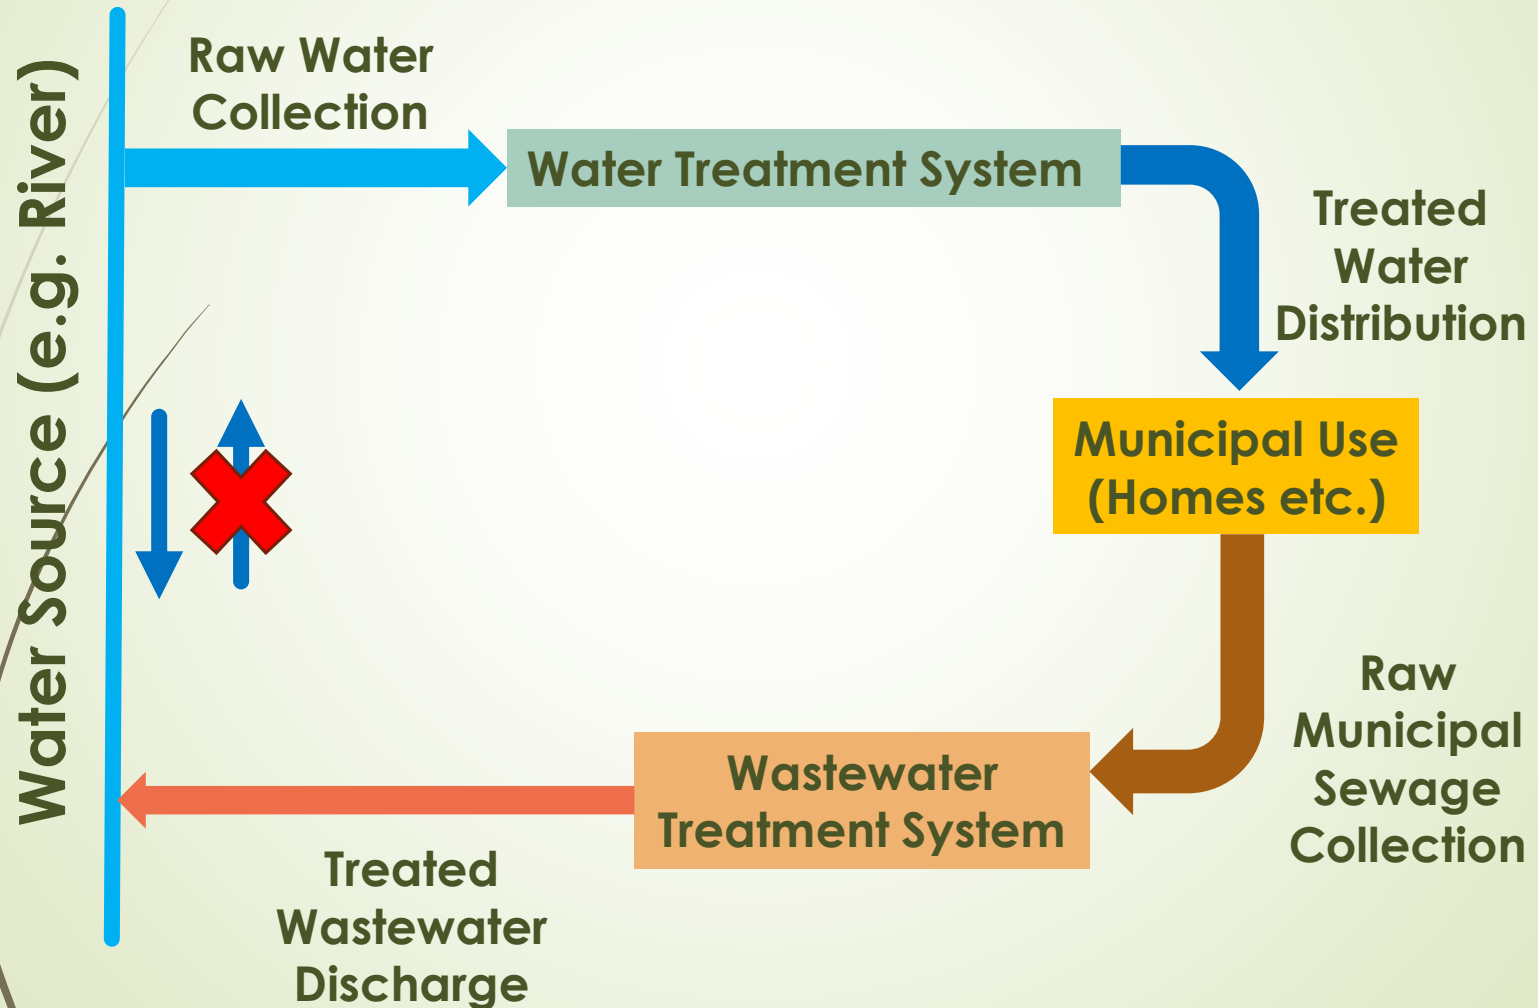 Water Source (e.g. River)
Raw Water
Collection
Water Treatment System
Treated
Water
Distribution
Municipal Use
(Homes etc.)
Raw
Municipal
Sewage
Collection
Wastewater
Treatment System
Treated
Wastewater
Discharge